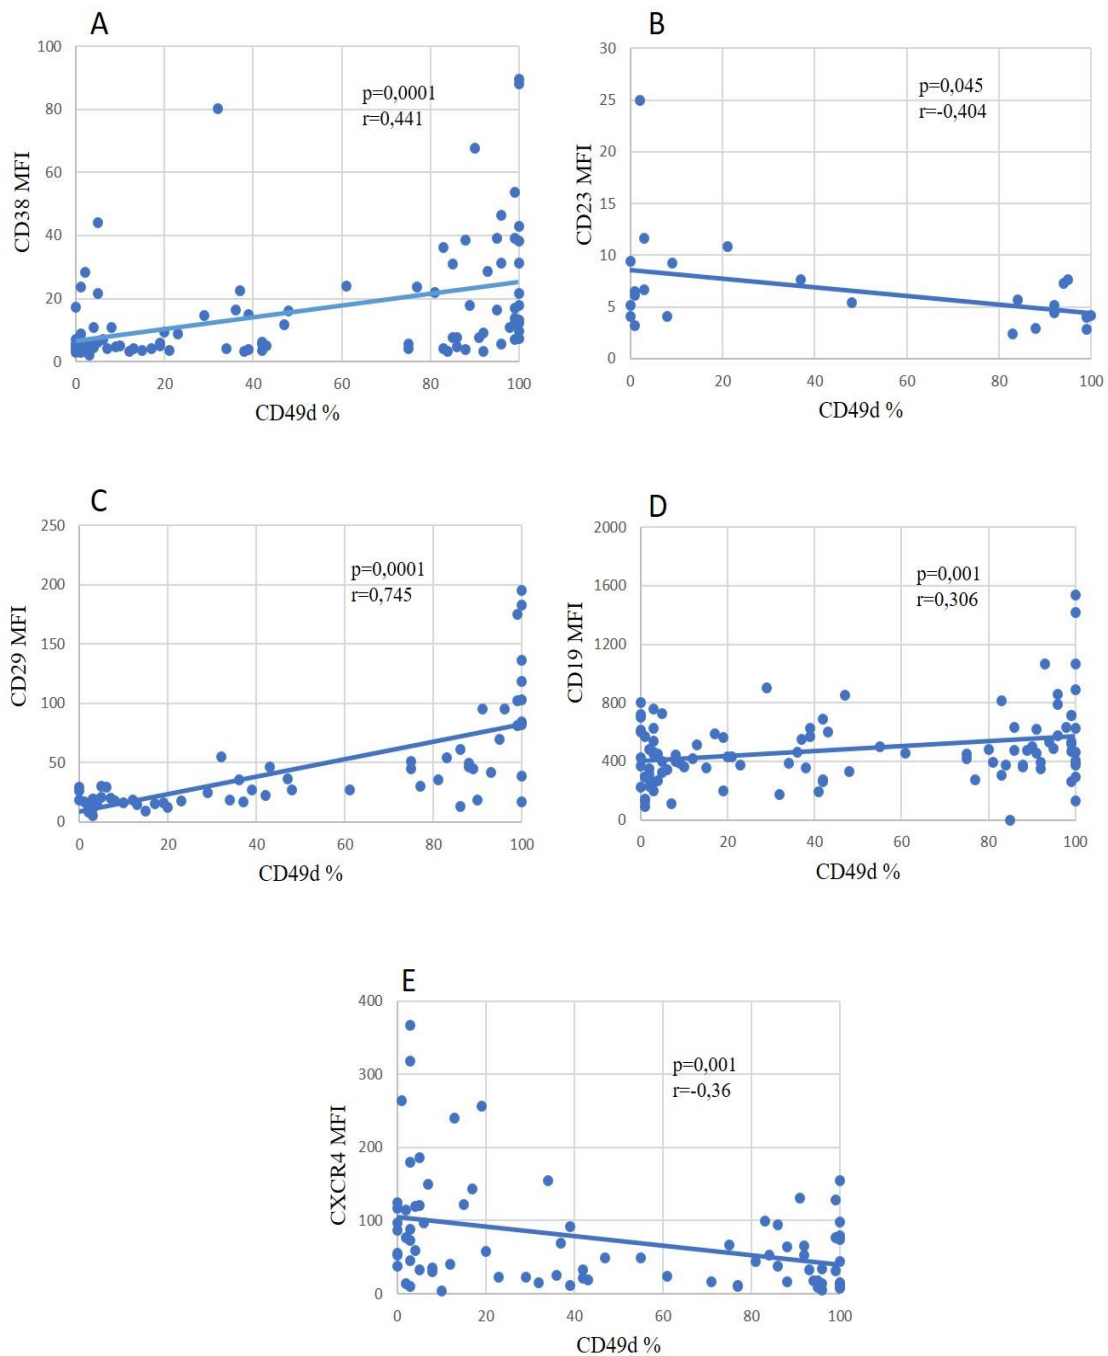 A
100
80
60
40
20
0
0 20 40 60 80 100
CD38 MFI
CD49d %
p=0,0001
r=0,441
B
30
25
20
15
10
5
0
0 20 40 60 80 100
CD23 MFI
CD49d %
p=0,045
r=-0,404
C
250
200
150
100
50
0
0 20 40 60 80 100
CD29 MFI
CD49d %
p=0,0001
r=0,745
D
2000
1600
1200
800
400
0
0 20 40 60 80 100
CD19 MFI
CD49d %
p=0,001
r=0,306
E
400
300
200
100
0
0 20 40 60 80 100
CXCR4 MFI
CD49d %
p=0,001
r=-0,36